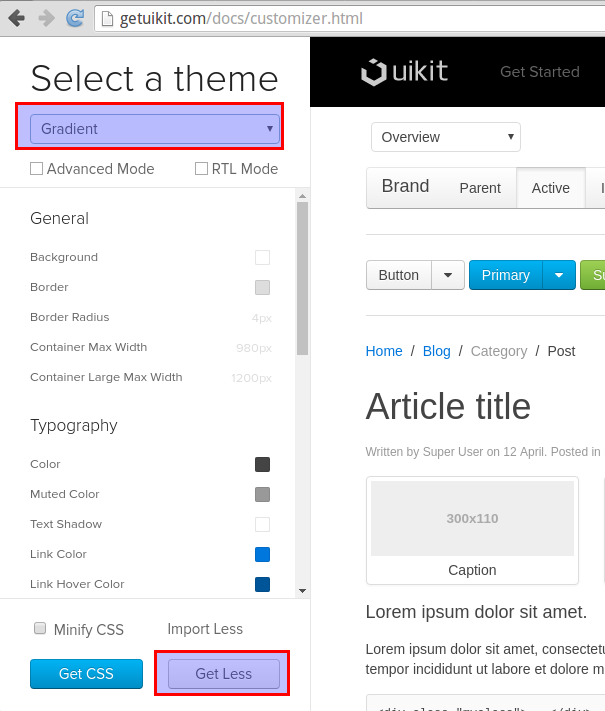 getuikit.com/docs/customizer.html
Select a theme
Gradient
Advanced Mode RTL Mode
General
Background
Border
Border Radius 4px
Container Max Width 980px
Container Large Max Width 1200px
Typography
Color
Muted Color
Text Shadow
Link Color
Link Hover Color
Minify CSS Import Less
Get CSS Get Less
uikit Get Started
Overview
Brand Parent Active
Button Primary Su
Home / Blog / Category / Post
Article title
Written by Super User on 12 April. Posted in
300x110
Caption
Lorem ipsum dolor sit amet.
Lorem ipsum dolor sit amet, consectetu
tempor incididunt ut labore et dolore m